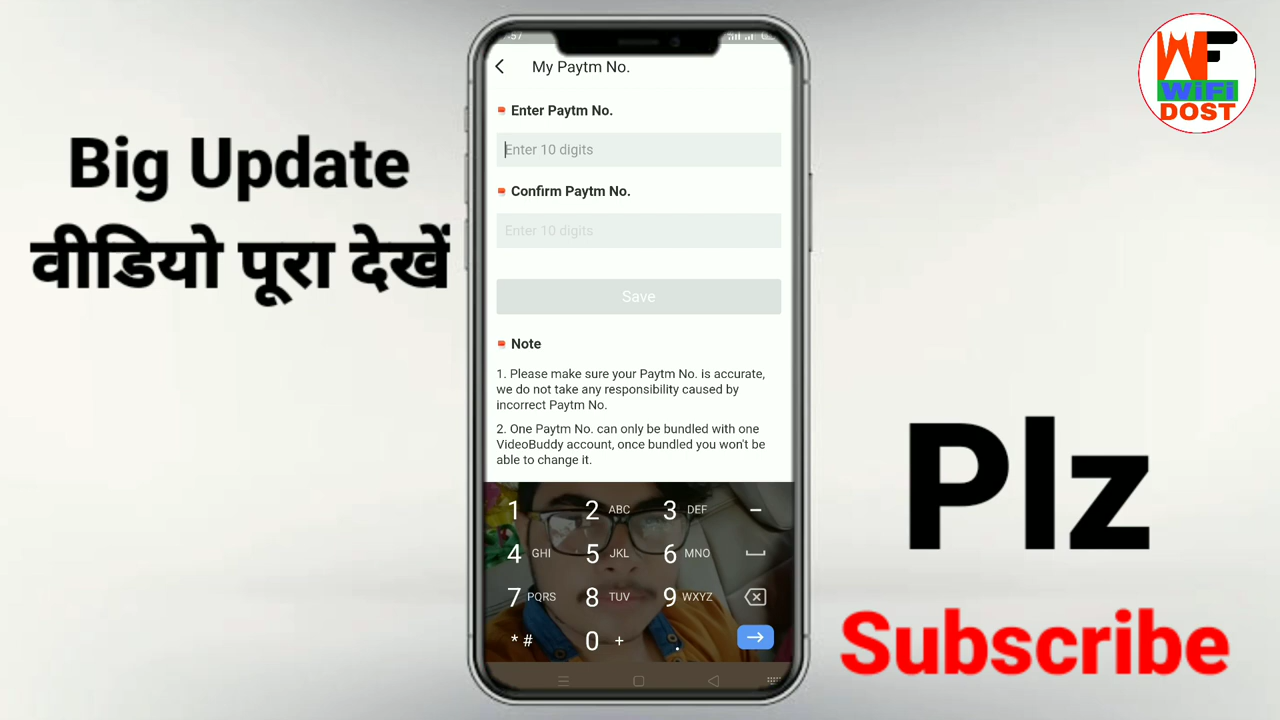 :57
My Paytm No.
Enter Paytm No.
Enter 10 digits
Confirm Paytm No.
Enter 10 digits
Save
Note
1. Please make sure your Paytm No. is accurate,
we do not take any responsibility caused by
incorrect Paytm No.
2. One Paytm No. can only be bundled with one
VideoBuddy account, once bundled you won't be
able to change it.
1 2 ABC 3 DEF -
4 GHI 5 JKL 6 MNO
7 PQRS 8 TUV 9 WXYZ
* # 0 + .
Big Update
वीडियो पूरा देखें
WF
WiFi
DOST
Plz
Subscribe